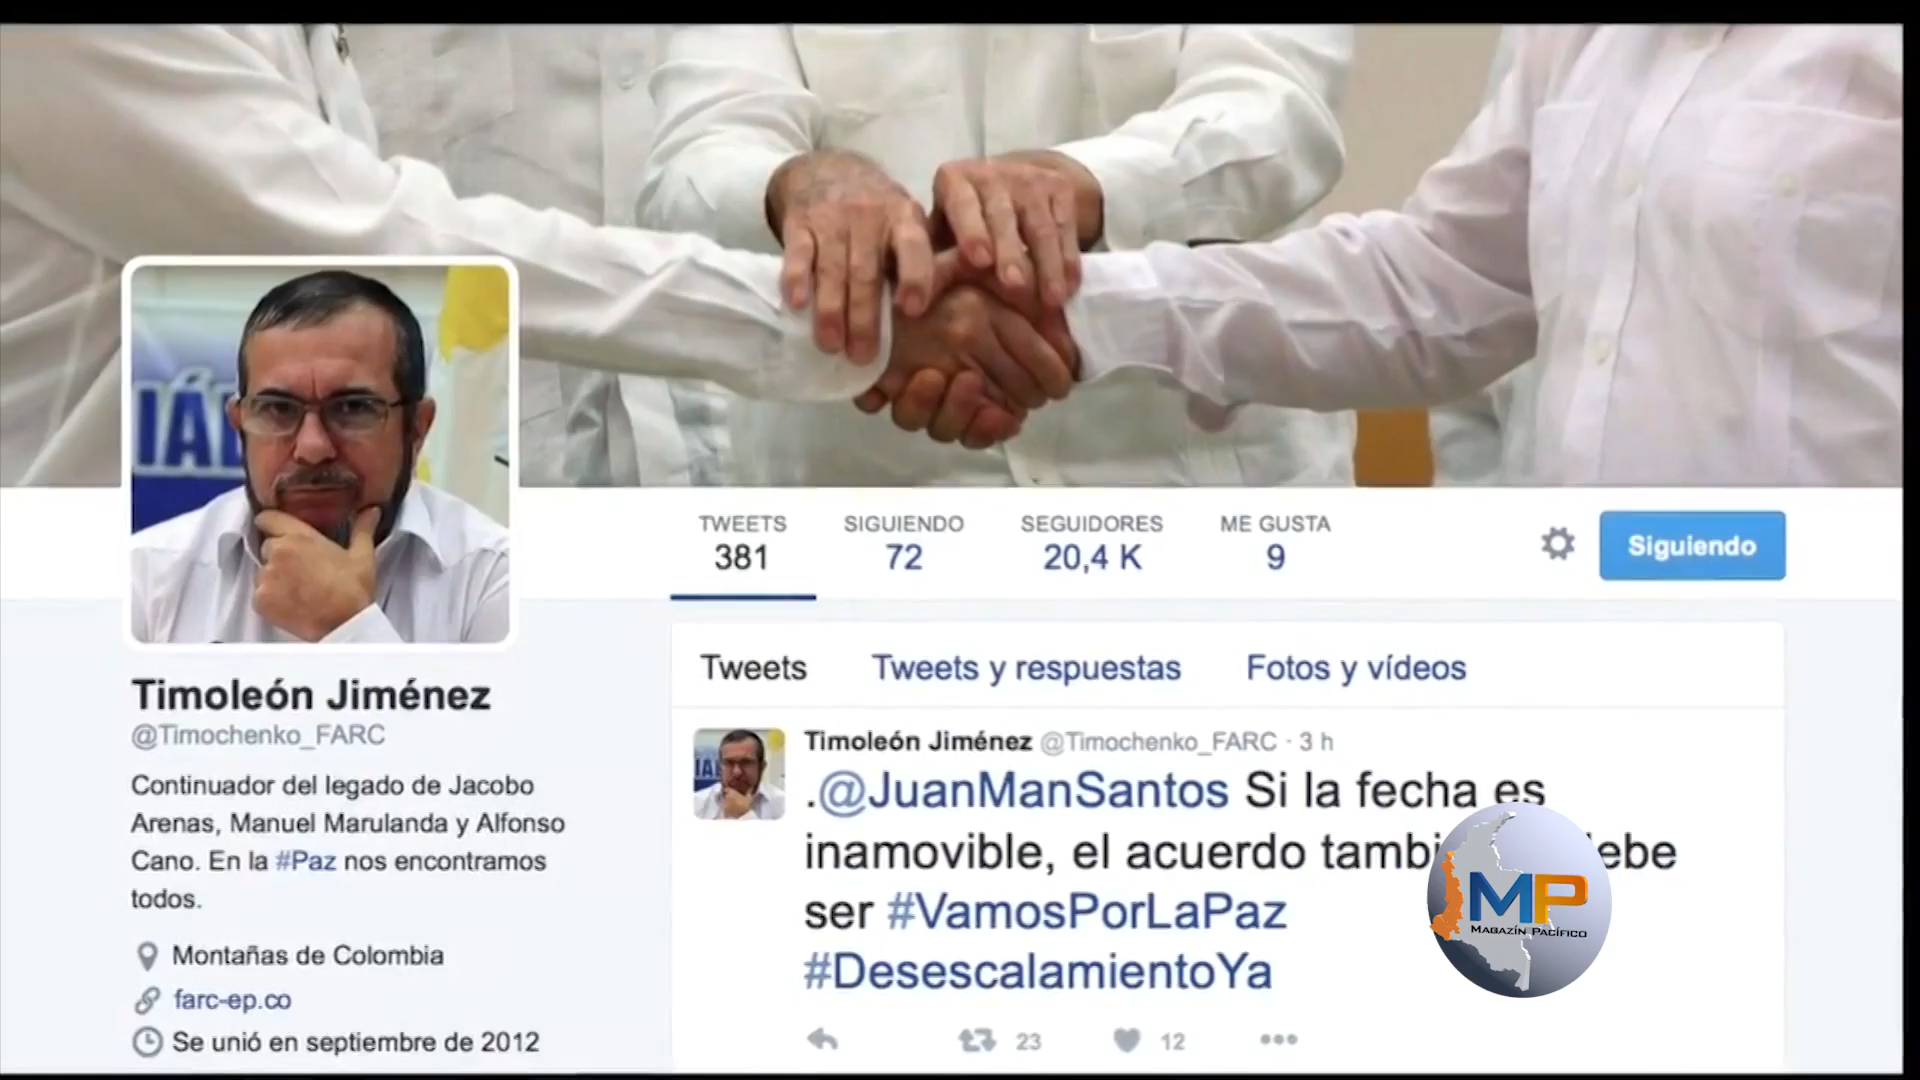 IÁL
TWEETS
381
SIGUIENDO
72
SEGUIDORES
20,4 K
ME GUSTA
9
Siguiendo
Timoleón Jiménez
@Timochenko_FARC
Continuador del legado de Jacobo
Arenas, Manuel Marulanda y Alfonso
Cano. En la #Paz nos encontramos
todos.
Montañas de Colombia
farc-ep.co
Se unió en septiembre de 2012
Tweets Tweets y respuestas Fotos y vídeos
Timoleón Jiménez @Timochenko_FARC · 3 h
.@JuanManSantos Si la fecha es
inamovible, el acuerdo tambi ebe
ser #VamosPorLaPaz
#DesescalamientoYa
23 12
MP
MAGAZÍN PACÍFICO